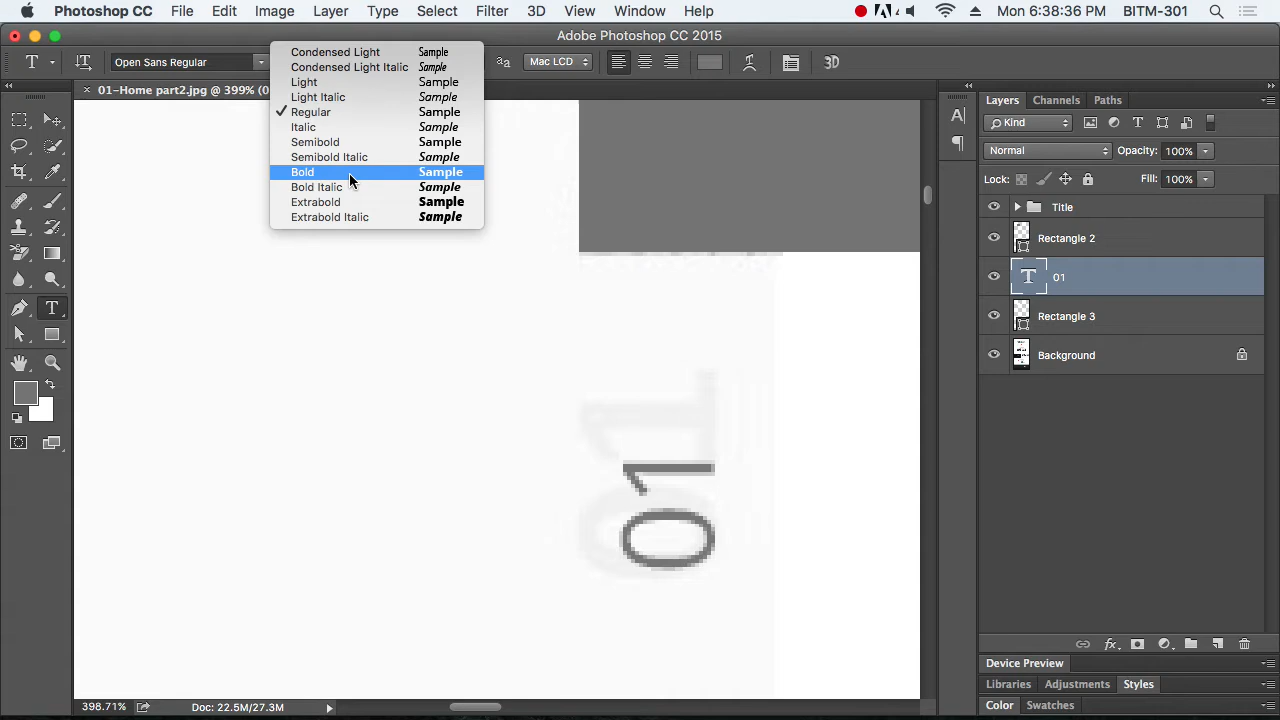 Photoshop CC File Edit Image Layer Type Select Filter 3D View Window Help Mon 6:38:36 PM BITM-301
Adobe Photoshop CC 2015
T Open Sans Regular aa Mac LCD 3D
× 01-Home part2.jpg @ 399% (0
Condensed Light Sample
Condensed Light Italic Sample
Light Sample
Light Italic Sample
✓ Regular Sample
Italic Sample
Semibold Sample
Semibold Italic Sample
Bold Sample
Bold Italic Sample
Extrabold Sample
Extrabold Italic Sample
01
01
Layers Channels Paths
Kind
Normal Opacity: 100%
Lock: Fill: 100%
Title
Rectangle 2
T 01
Rectangle 3
Background
fx
Device Preview
Libraries Adjustments Styles
Color Swatches
398.71% Doc: 22.5M/27.3M